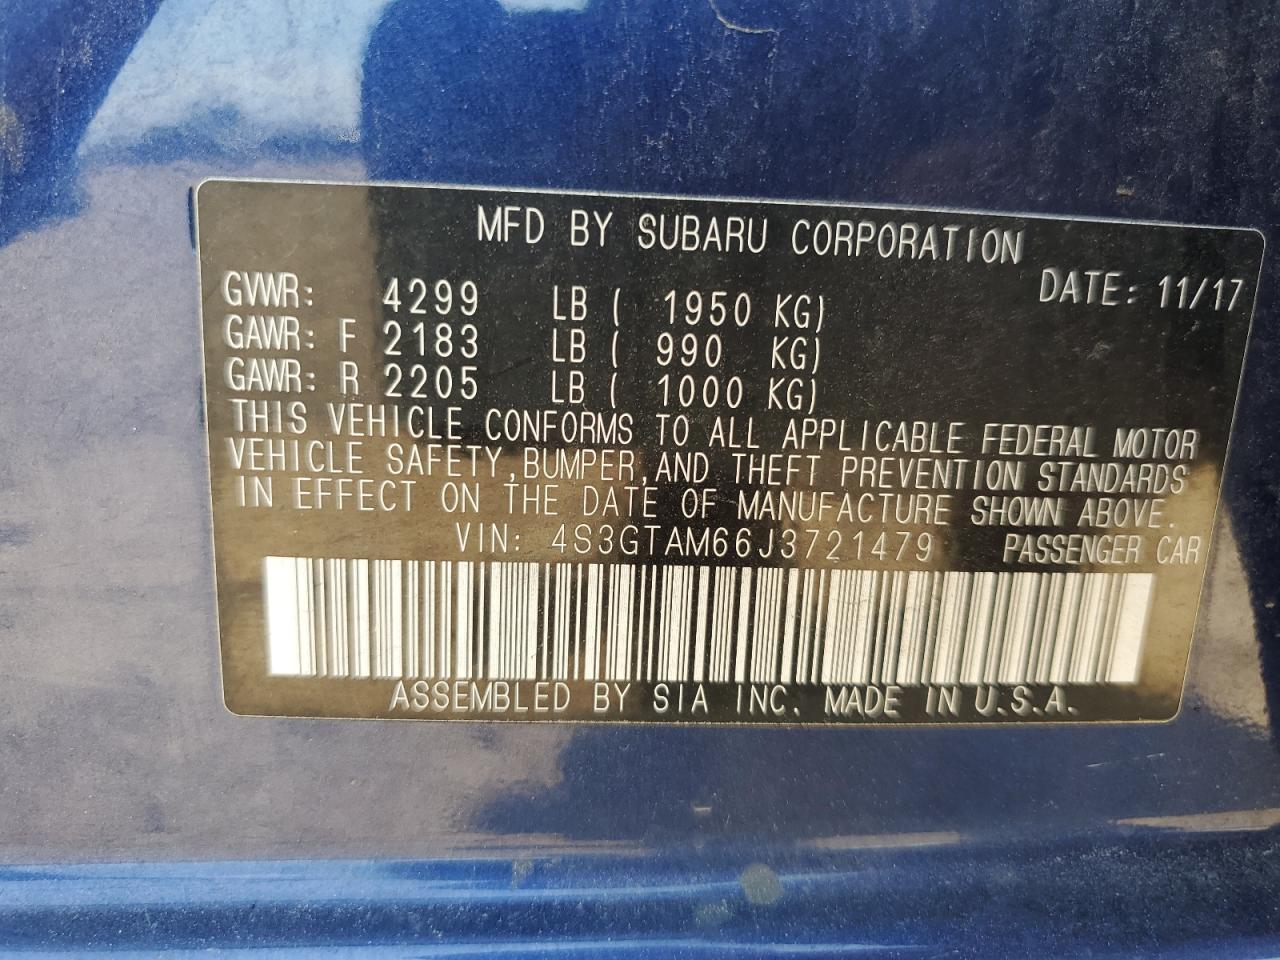 MFD BY SUBARU CORPORATION
DATE: 11/17
GVWR: 4299 LB ( 1950 KG)
GAWR: F 2183 LB ( 990 KG)
GAWR: R 2205 LB ( 1000 KG)
THIS VEHICLE CONFORMS TO ALL APPLICABLE FEDERAL MOTOR
VEHICLE SAFETY,BUMPER,AND THEFT PREVENTION STANDARDS
IN EFFECT ON THE DATE OF MANUFACTURE SHOWN ABOVE.
VIN: 4S3GTAM66J3721479 PASSENGER CAR
ASSEMBLED BY SIA INC. MADE IN U.S.A.